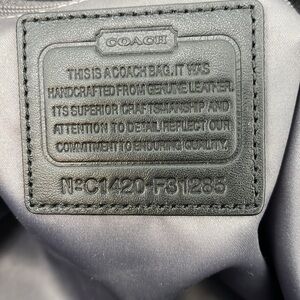 COACH
THIS IS A COACH BAG. IT WAS
HANDCRAFTED FROM GENUINE LEATHER.
ITS SUPERIOR CRAFTSMANSHIP AND
ATTENTION TO DETAIL REFLECT OUR
COMMITMENT TO ENDURING QUALITY.
Nº C1420-F31285